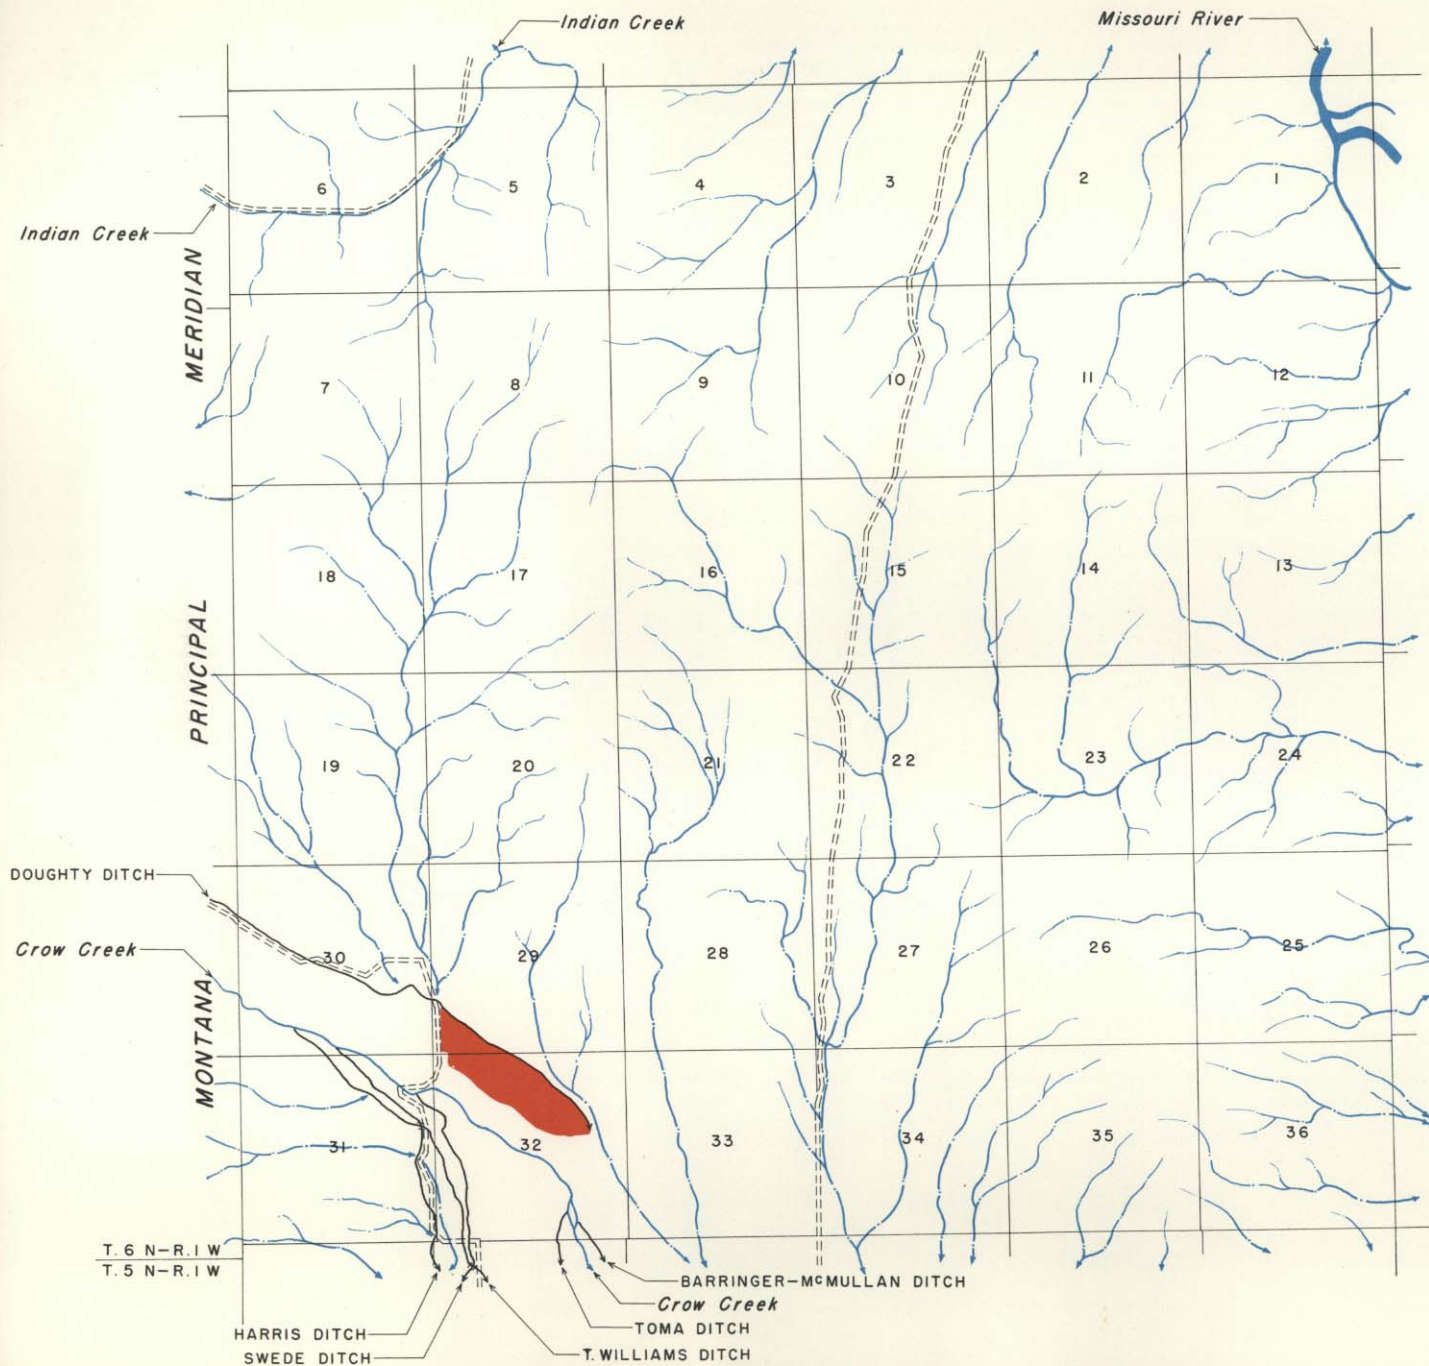 Indian Creek
Missouri River
6
5
4
3
2
1
Indian Creek
MERIDIAN
7
8
9
10
11
12
18
17
16
15
14
13
PRINCIPAL
19
20
21
22
23
24
DOUGHTY DITCH
Crow Creek
30
29
28
27
26
25
MONTANA
31
32
33
34
35
36
T. 6 N–R. 1 W
T. 5 N–R. 1 W
BARRINGER–McMULLAN DITCH
Crow Creek
TOMA DITCH
HARRIS DITCH
SWEDE DITCH
T. WILLIAMS DITCH